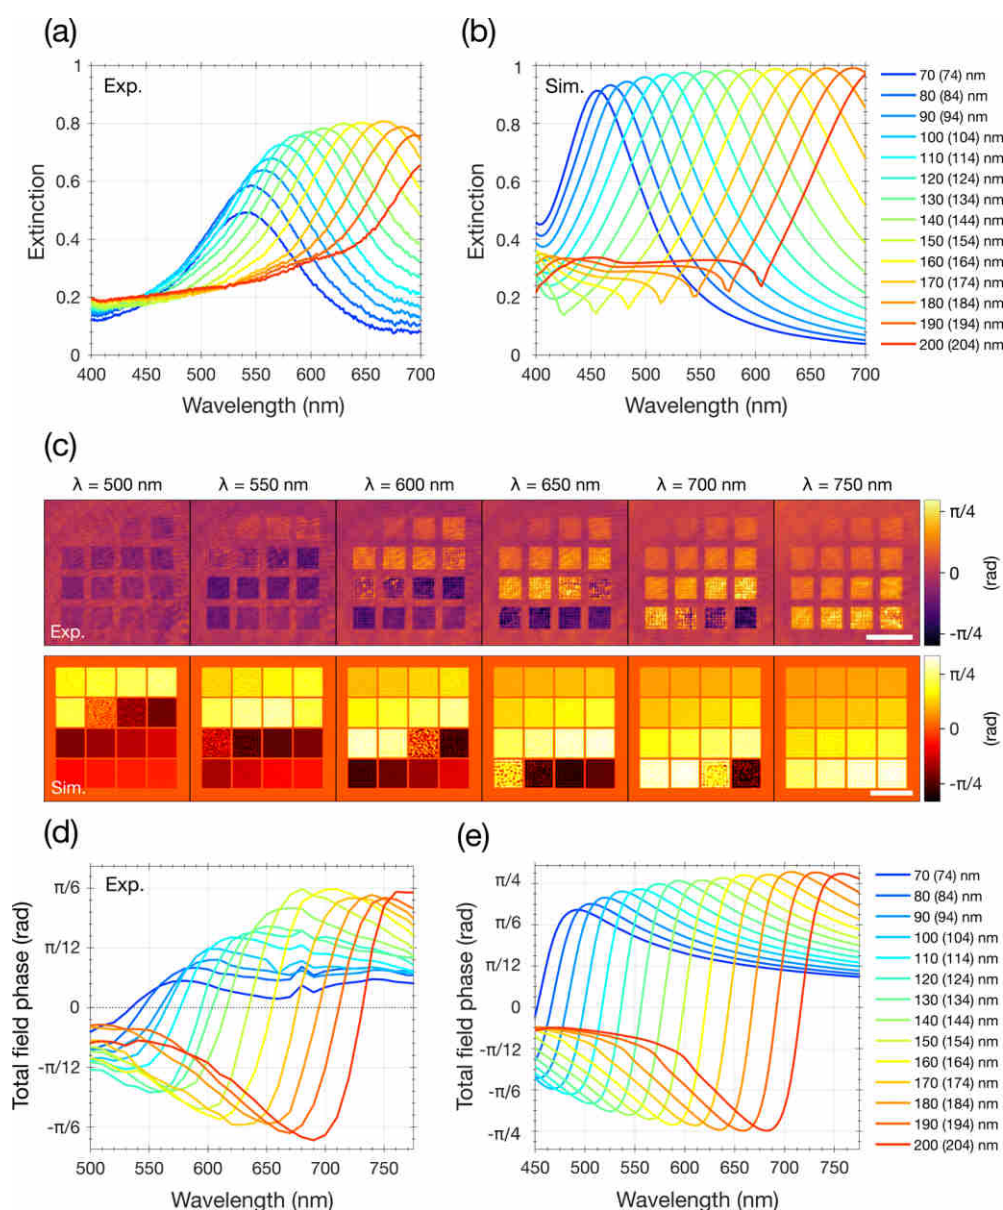 (a)
Exp.
Extinction
1
0.8
0.6
0.4
0.2
0
400
450
500
550
600
650
700
Wavelength (nm)
(b)
Sim.
Extinction
1
0.8
0.6
0.4
0.2
0
400
450
500
550
600
650
700
Wavelength (nm)
70 (74) nm
80 (84) nm
90 (94) nm
100 (104) nm
110 (114) nm
120 (124) nm
130 (134) nm
140 (144) nm
150 (154) nm
160 (164) nm
170 (174) nm
180 (184) nm
190 (194) nm
200 (204) nm
(c)
λ = 500 nm
λ = 550 nm
λ = 600 nm
λ = 650 nm
λ = 700 nm
λ = 750 nm
Exp.
π/4
0
-π/4
(rad)
Sim.
π/4
0
-π/4
(rad)
(d)
Exp.
Total field phase (rad)
π/6
π/12
0
-π/12
-π/6
500
550
600
650
700
750
Wavelength (nm)
(e)
Total field phase (rad)
π/4
π/6
π/12
0
-π/12
-π/6
-π/4
450
500
550
600
650
700
750
Wavelength (nm)
70 (74) nm
80 (84) nm
90 (94) nm
100 (104) nm
110 (114) nm
120 (124) nm
130 (134) nm
140 (144) nm
150 (154) nm
160 (164) nm
170 (174) nm
180 (184) nm
190 (194) nm
200 (204) nm